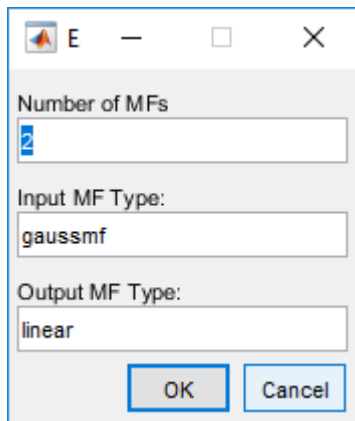 E
Number of MFs
2
Input MF Type:
gaussmf
Output MF Type:
linear
OK Cancel